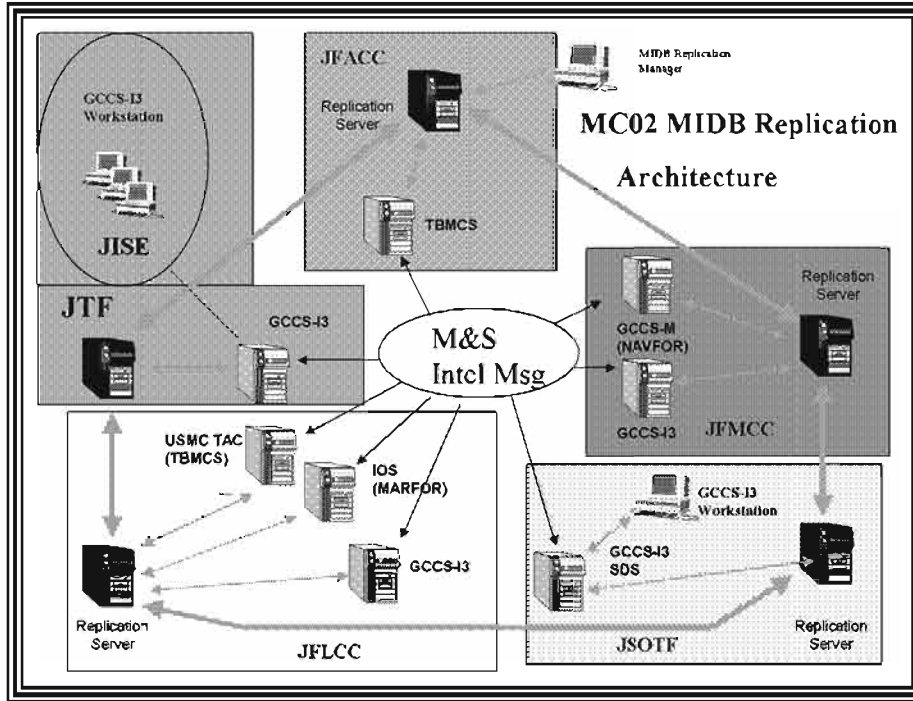 JFACC
MIDB Replication
Manager
GCCS-I3
Workstation
Replication
Server
MC02 MIDB Replication
Architecture
TBMCS
JISE
Replication
Server
JTF
GCCS-I3
M&S
Intel Msg
GCCS-M
(NAVFOR)
GCCS-I3
JFMCC
USMC TAC
(TBMCS)
IOS
(MARFOR)
GCCS-I3
Workstation
GCCS-I3
GCCS-I3
SDS
Replication
Server
JFLCC
JSOTF
Replication
Server